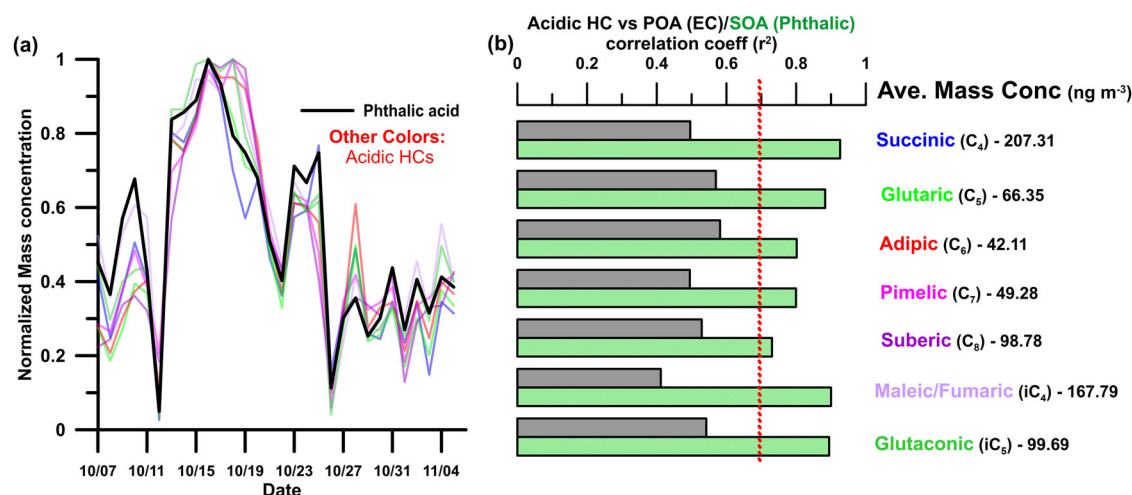 (a)
Normalized Mass concentration
1
0.8
0.6
0.4
0.2
0
10/07 10/11 10/15 10/19 10/23 10/27 10/31 11/04
Date
Phthalic acid
Other Colors:
Acidic HCs
(b)
Acidic HC vs POA (EC)/SOA (Phthalic)
correlation coeff (r²)
0 0.2 0.4 0.6 0.8 1
Ave. Mass Conc (ng m⁻³)
Succinic (C₄) - 207.31
Glutaric (C₅) - 66.35
Adipic (C₆) - 42.11
Pimelic (C₇) - 49.28
Suberic (C₈) - 98.78
Maleic/Fumaric (iC₄) - 167.79
Glutaconic (iC₅) - 99.69